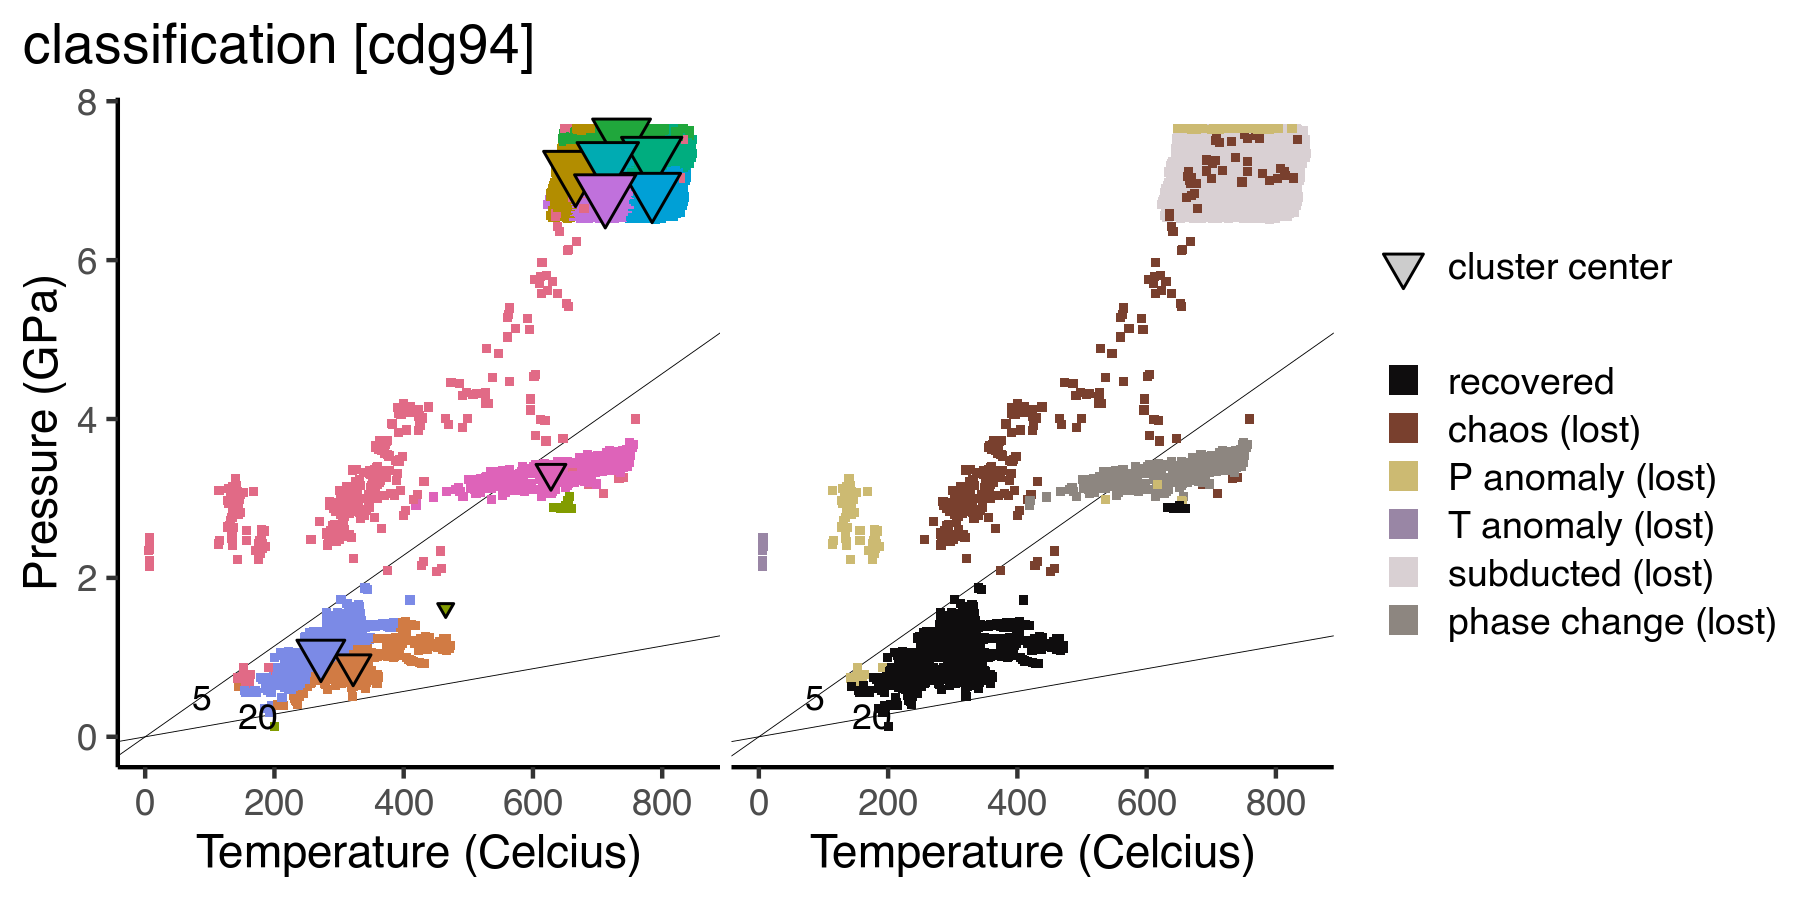 classification [cdg94]
Pressure (GPa)
8
6
4
2
0
5
20
0 200 400 600 800
Temperature (Celcius)
5
20
0 200 400 600 800
Temperature (Celcius)
cluster center
recovered
chaos (lost)
P anomaly (lost)
T anomaly (lost)
subducted (lost)
phase change (lost)